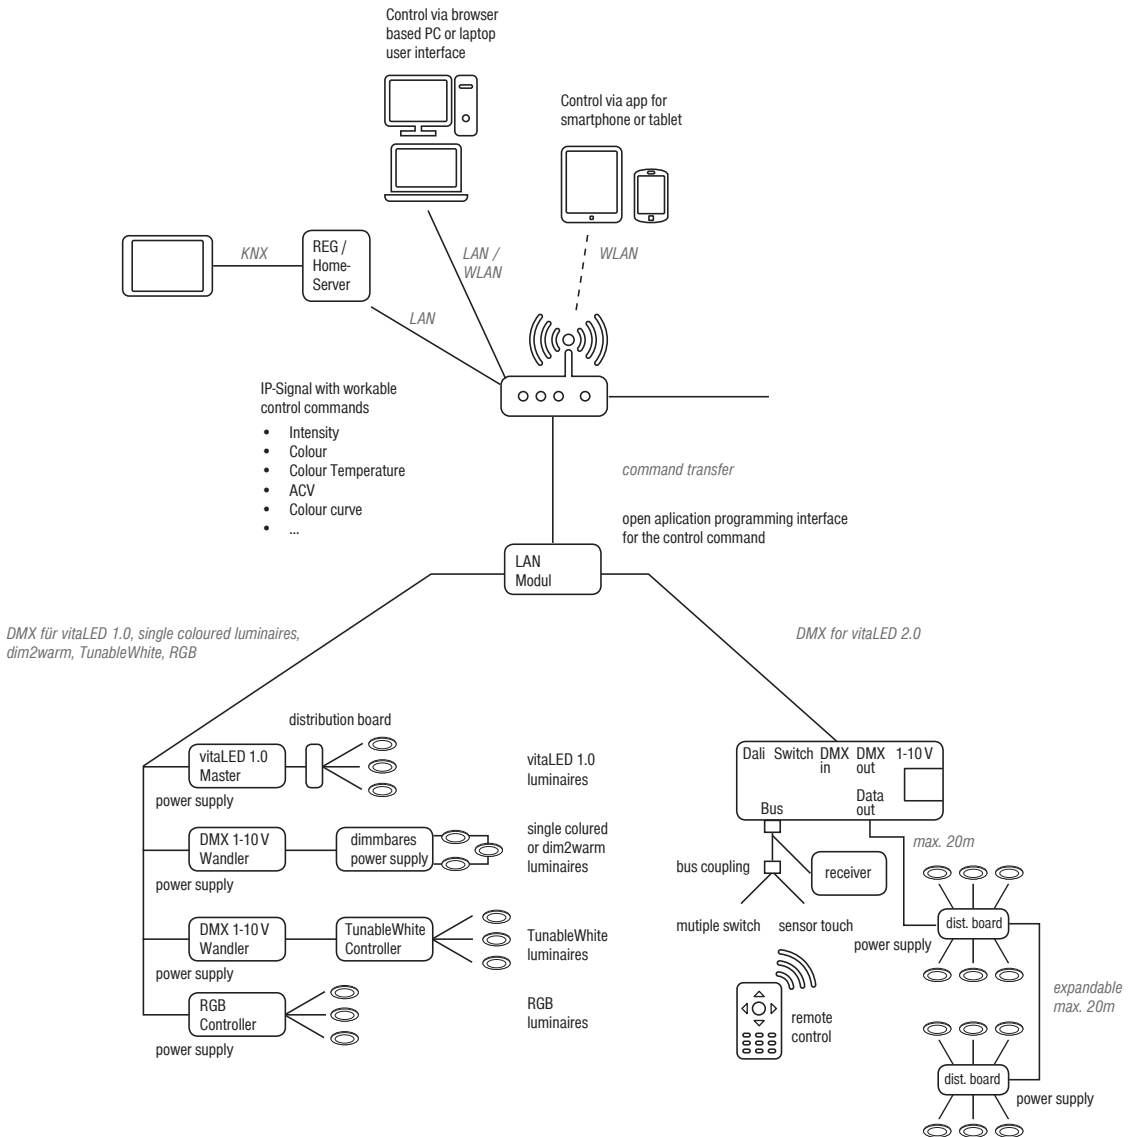 Control via browser
based PC or laptop
user interface
Control via app for
smartphone or tablet
KNX
REG /
Home-
Server
LAN /
WLAN
WLAN
LAN
IP-Signal with workable
control commands
• Intensity
• Colour
• Colour Temperature
• ACV
• Colour curve
• ...
command transfer
open aplication programming interface
for the control command
LAN
Modul
DMX für vitaLED 1.0, single coloured luminaires,
dim2warm, TunableWhite, RGB
DMX for vitaLED 2.0
distribution board
vitaLED 1.0
Master
power supply
vitaLED 1.0
luminaires
DMX 1-10 V
Wandler
power supply
dimmbares
power supply
single colured
or dim2warm
luminaires
DMX 1-10 V
Wandler
power supply
TunableWhite
Controller
TunableWhite
luminaires
RGB
Controller
power supply
RGB
luminaires
Dali Switch DMX in DMX out 1-10 V
Bus
Data
out
max. 20m
bus coupling
receiver
mutiple switch
sensor touch
dist. board
power supply
remote
control
expandable
max. 20m
dist. board
power supply